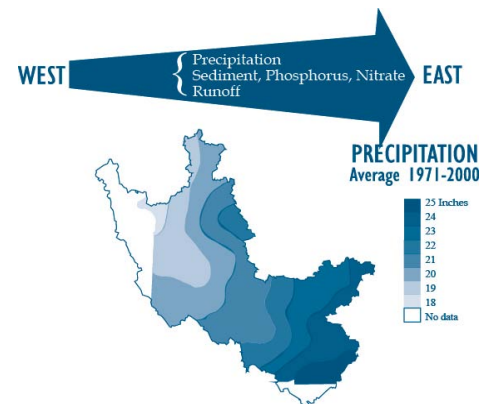 WEST
Precipitation
Sediment, Phosphorus, Nitrate
Runoff
EAST
PRECIPITATION
Average 1971-2000
25 Inches
24
23
22
21
20
19
18
No data